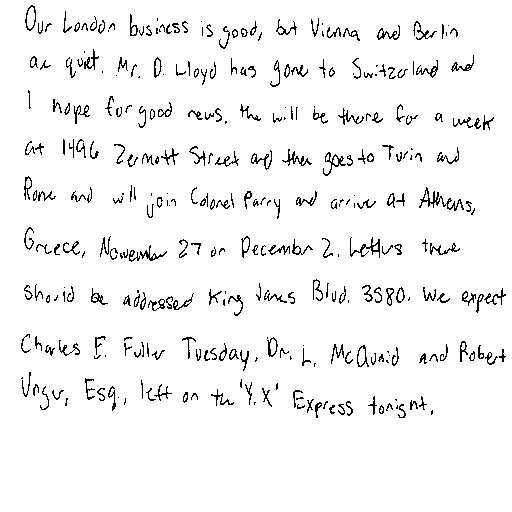 Our London business is good, but Vienna and Berlin
are quiet. Mr. D. Lloyd has gone to Switzerland and
I hope for good news. He will be there for a week
at 1496 Zermott Street and then goes to Turin and
Rome and will join Colonel Parry and arrive at Athens,
Greece, November 27 or December 2. Letters there
should be addressed King James Blvd. 3580. We expect
Charles E. Fuller Tuesday. Dr. L. McQuaid and Robert
Unger, Esq., left on the 'Y.X' Express tonight.